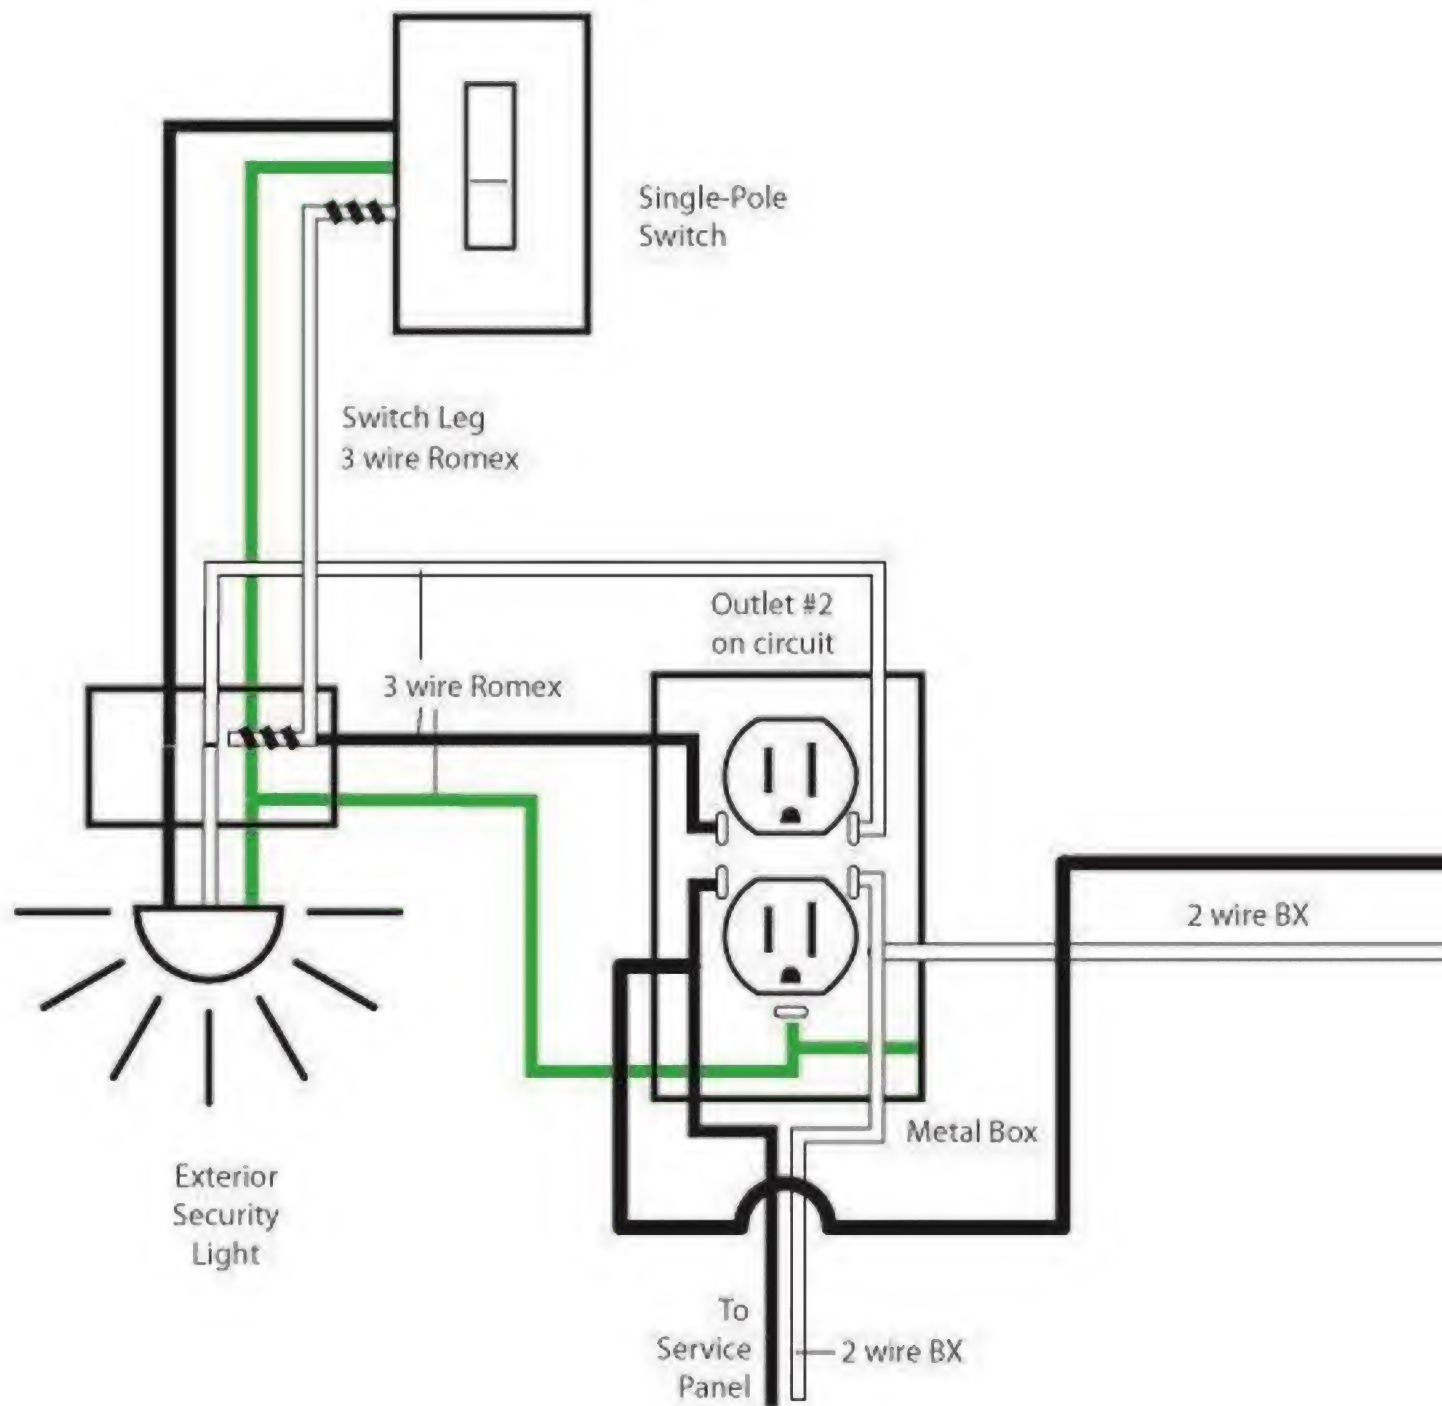 Single-Pole
Switch
Switch Leg
3 wire Romex
Outlet #2
on circuit
3 wire Romex
2 wire BX
Metal Box
Exterior
Security
Light
To
Service
Panel
2 wire BX